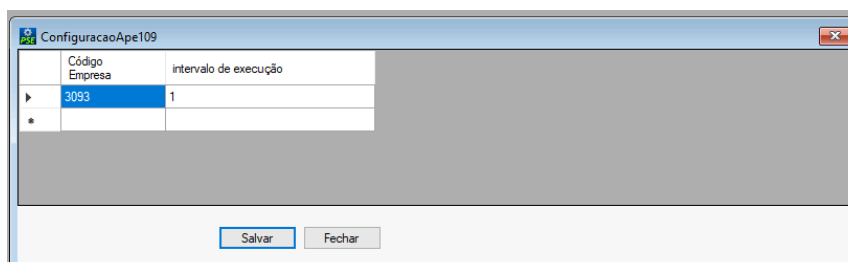 PSE ConfiguracaoApe109
Código
Empresa
intervalo de execução
3093
1
Salvar
Fechar